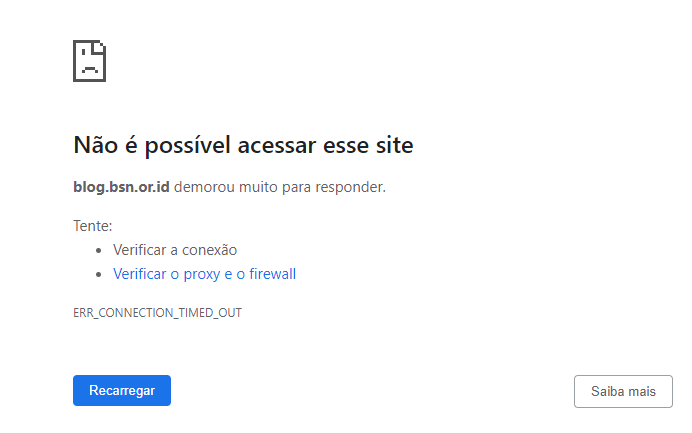 Não é possível acessar esse site
blog.bsn.or.id demorou muito para responder.
Tente:
• Verificar a conexão
• Verificar o proxy e o firewall
ERR_CONNECTION_TIMED_OUT
Recarregar
Saiba mais